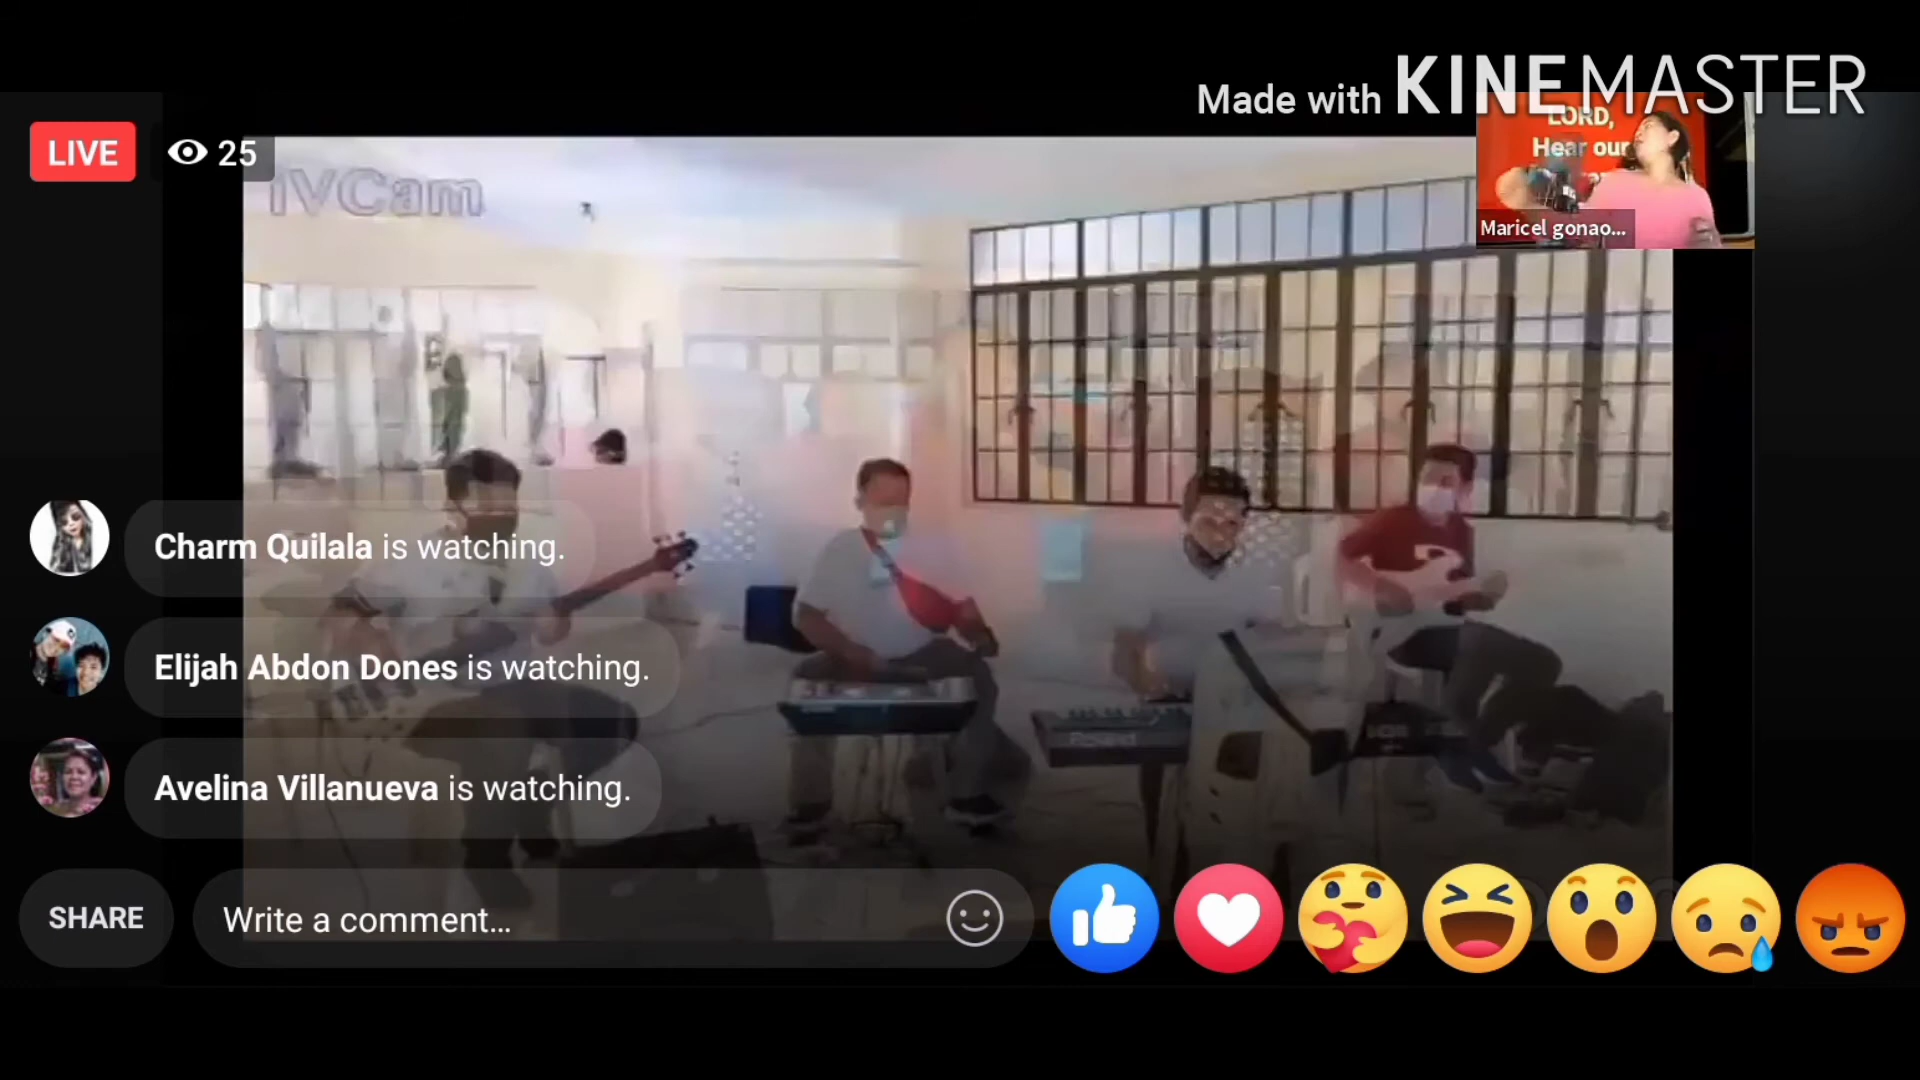 Made with KINEMASTER
LIVE
25
iVCam
LORD,
Hear our
Maricel gonao...
Charm Quilala is watching.
Elijah Abdon Dones is watching.
Avelina Villanueva is watching.
Roland
SHARE
Write a comment...